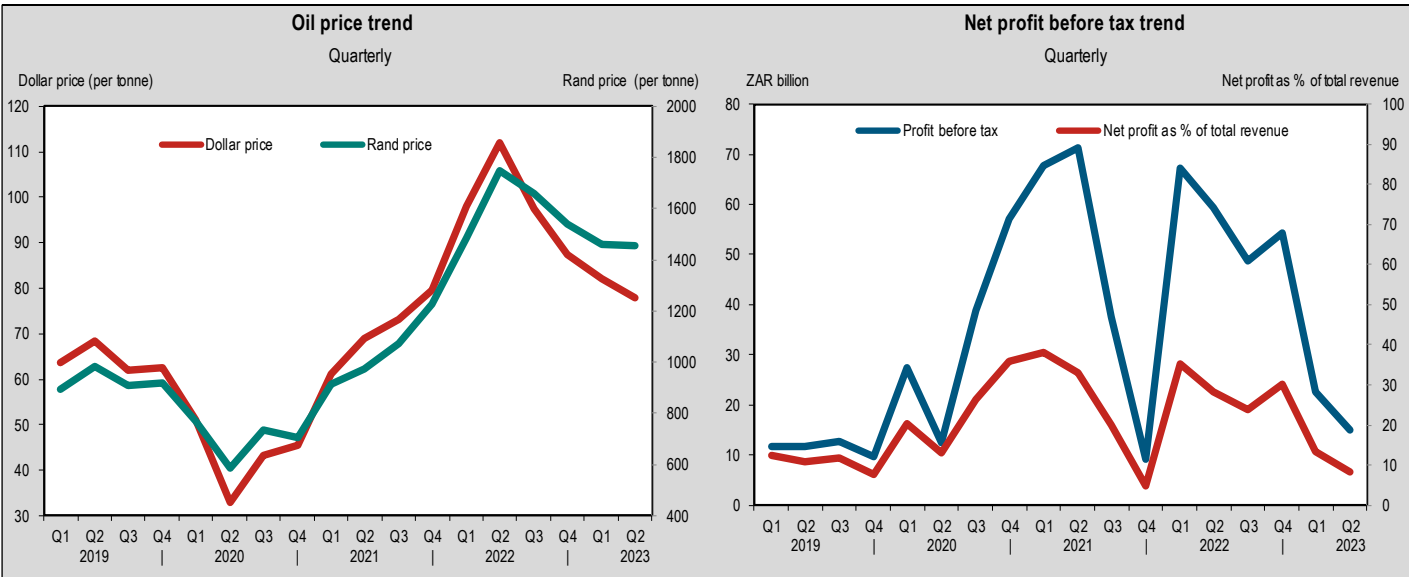 Oil price trend
Quarterly
Dollar price (per tonne) Rand price (per tonne)
120 2000
110 1800
100 1600
90 1400
80 1200
70 1000
60 800
50 600
40 400
30
Dollar price Rand price
Q1 Q2 Q3 Q4 Q1 Q2 Q3 Q4 Q1 Q2 Q3 Q4 Q1 Q2 Q3 Q4 Q1 Q2
2019 | 2020 | 2021 | 2022 | 2023
Net profit before tax trend
Quarterly
ZAR billion Net profit as % of total revenue
80 100
70 90
60 80
50 70
40 60
30 50
20 40
10 30
0 20
10
0
Profit before tax Net profit as % of total revenue
Q1 Q2 Q3 Q4 Q1 Q2 Q3 Q4 Q1 Q2 Q3 Q4 Q1 Q2 Q3 Q4 Q1 Q2
2019 | 2020 | 2021 | 2022 | 2023